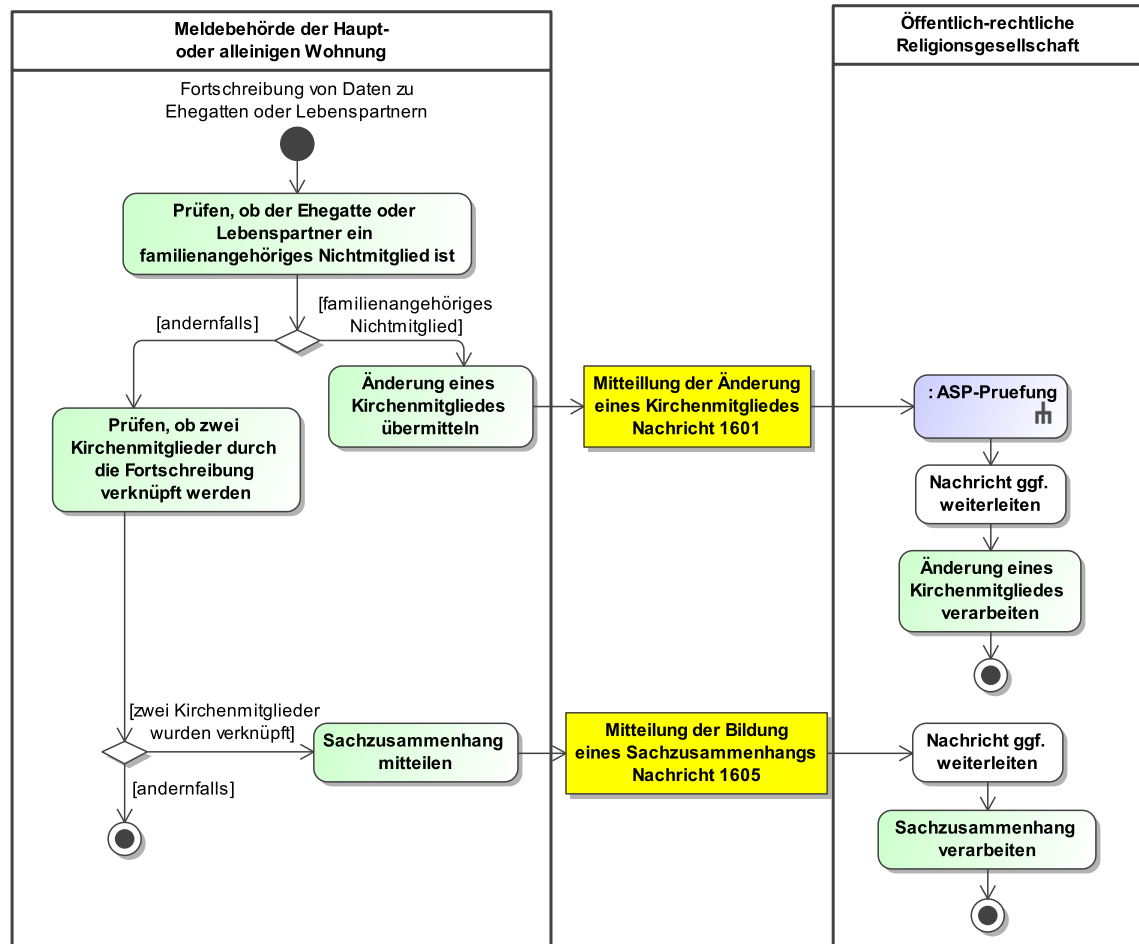 Meldebehörde der Haupt-
oder alleinigen Wohnung
Öffentlich-rechtliche
Religionsgesellschaft
Fortschreibung von Daten zu
Ehegatten oder Lebenspartnern
Prüfen, ob der Ehegatte oder
Lebenspartner ein
familienangehöriges Nichtmitglied ist
[familienangehöriges
Nichtmitglied]
[andernfalls]
Änderung eines
Kirchenmitgliedes
übermitteln
Mitteillung der Änderung
eines Kirchenmitgliedes
Nachricht 1601
: ASP-Pruefung
Prüfen, ob zwei
Kirchenmitglieder durch
die Fortschreibung
verknüpft werden
Nachricht ggf.
weiterleiten
Änderung eines
Kirchenmitgliedes
verarbeiten
[zwei Kirchenmitglieder
wurden verknüpft]
Sachzusammenhang
mitteilen
Mitteilung der Bildung
eines Sachzusammenhangs
Nachricht 1605
Nachricht ggf.
weiterleiten
[andernfalls]
Sachzusammenhang
verarbeiten